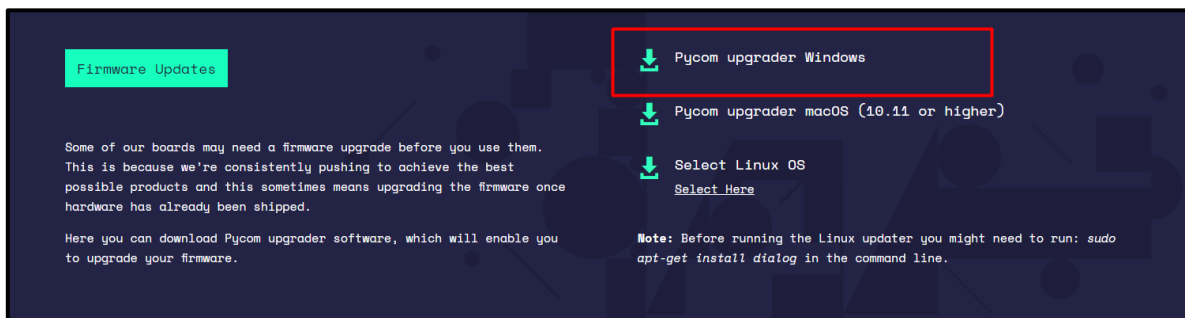 Firmware Updates
Some of our boards may need a firmware upgrade before you use them.
This is because we're consistently pushing to achieve the best
possible products and this sometimes means upgrading the firmware once
hardware has already been shipped.
Here you can download Pycom upgrader software, which will enable you
to upgrade your firmware.
Pycom upgrader Windows
Pycom upgrader macOS (10.11 or higher)
Select Linux OS
Select Here
Note: Before running the Linux updater you might need to run: sudo
apt-get install dialog in the command line.